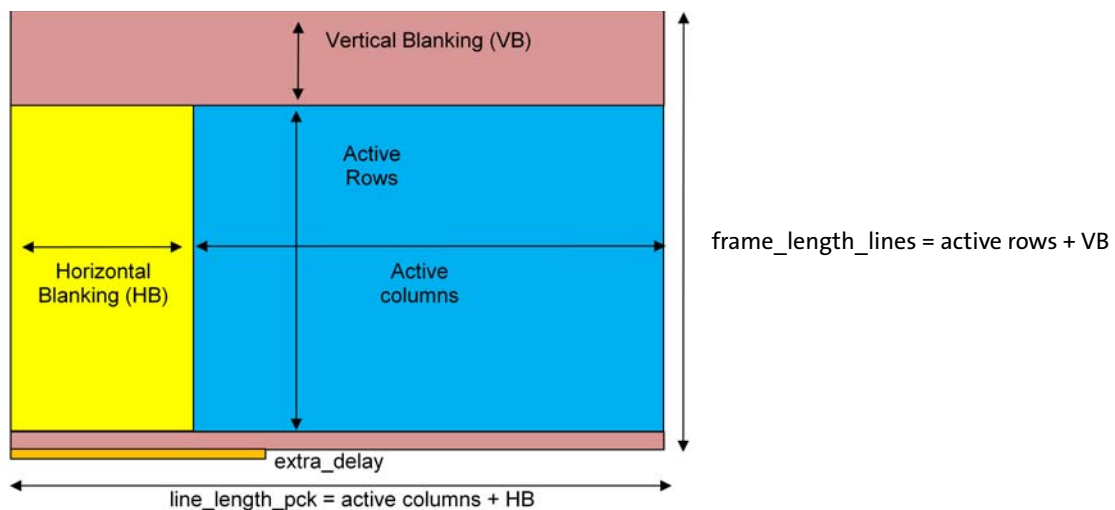 Vertical Blanking (VB)
Active
Rows
frame_length_lines = active rows + VB
Horizontal
Blanking (HB)
Active
columns
extra_delay
line_length_pck = active columns + HB